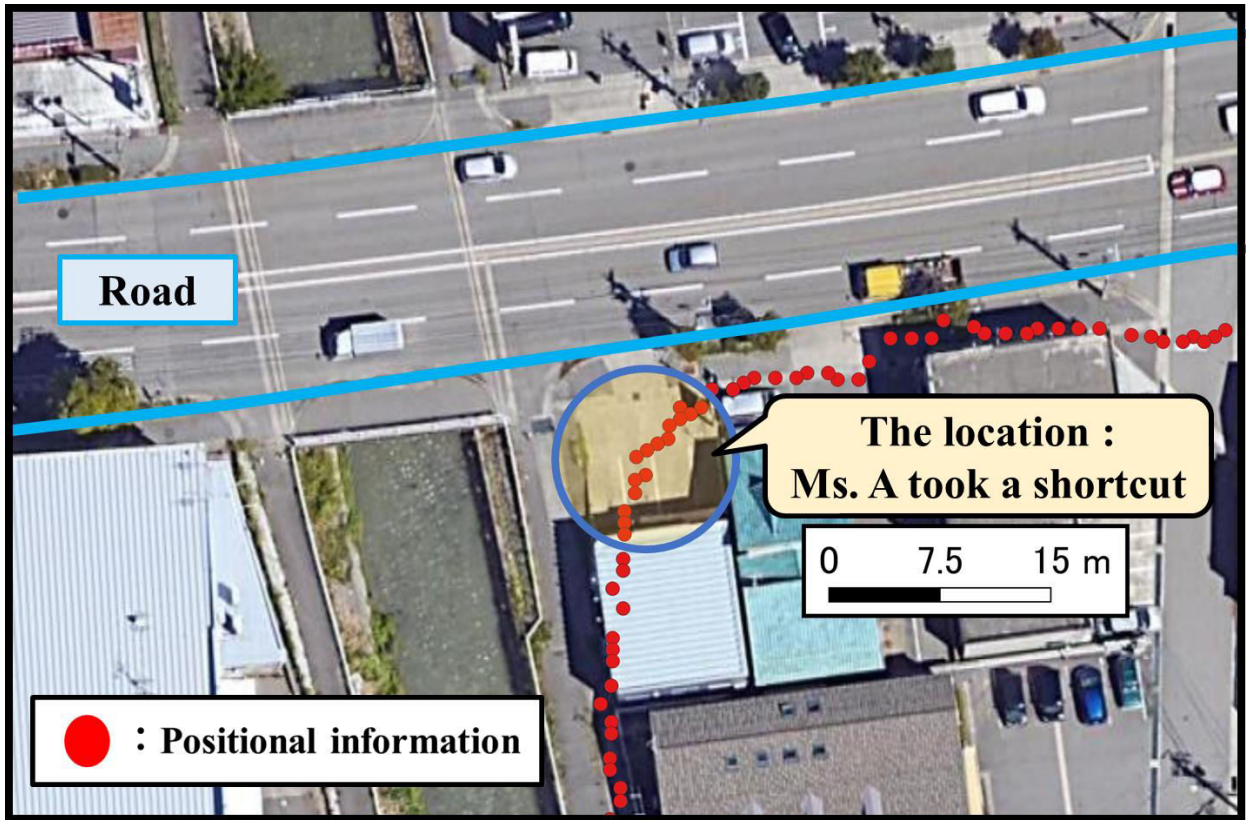 Road
The location :
Ms. A took a shortcut
0 7.5 15 m
: Positional information